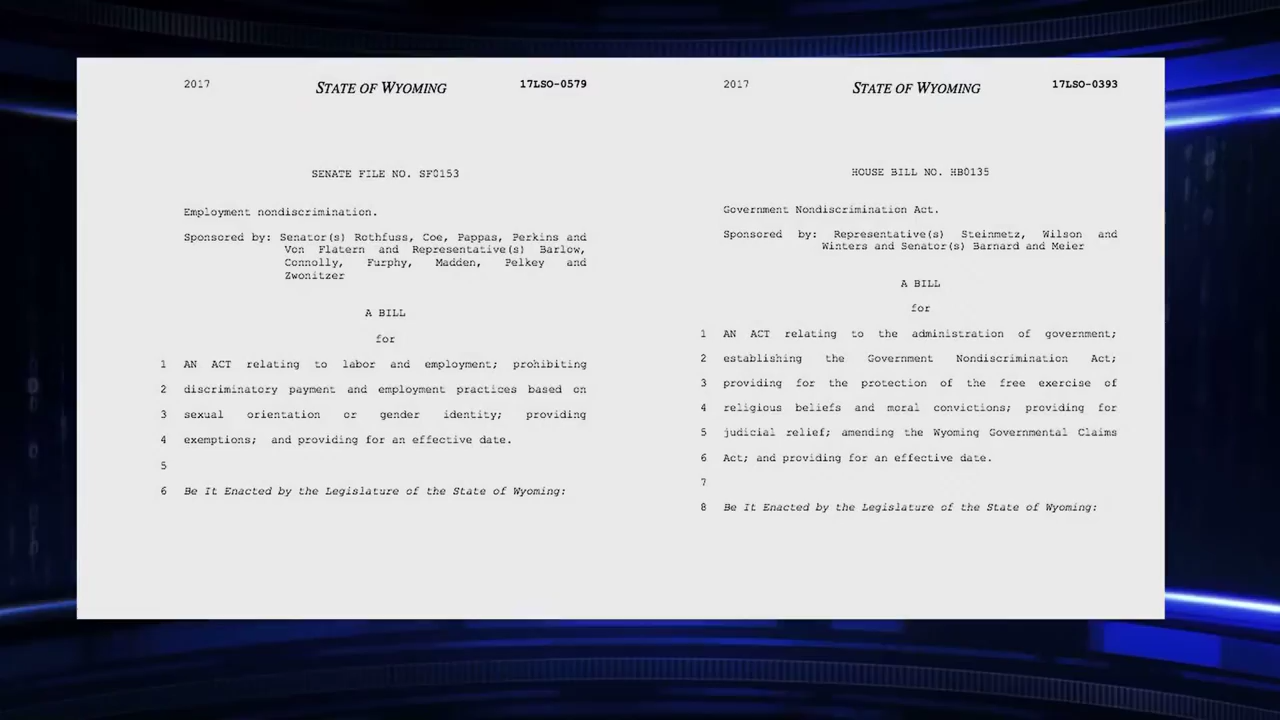 2017 STATE OF WYOMING 17LSO-0579
SENATE FILE NO. SF0153
Employment nondiscrimination.
Sponsored by: Senator(s) Rothfuss, Coe, Pappas, Perkins and
Von Flatern and Representative(s) Barlow,
Connolly, Furphy, Madden, Pelkey and
Zwonitzer
A BILL
for
1 AN ACT relating to labor and employment; prohibiting
2 discriminatory payment and employment practices based on
3 sexual orientation or gender identity; providing
4 exemptions; and providing for an effective date.
5
6 Be It Enacted by the Legislature of the State of Wyoming:
2017 STATE OF WYOMING 17LSO-0393
HOUSE BILL NO. HB0135
Government Nondiscrimination Act.
Sponsored by: Representative(s) Steinmetz, Wilson and
Winters and Senator(s) Barnard and Meier
A BILL
for
1 AN ACT relating to the administration of government;
2 establishing the Government Nondiscrimination Act;
3 providing for the protection of the free exercise of
4 religious beliefs and moral convictions; providing for
5 judicial relief; amending the Wyoming Governmental Claims
6 Act; and providing for an effective date.
7
8 Be It Enacted by the Legislature of the State of Wyoming: